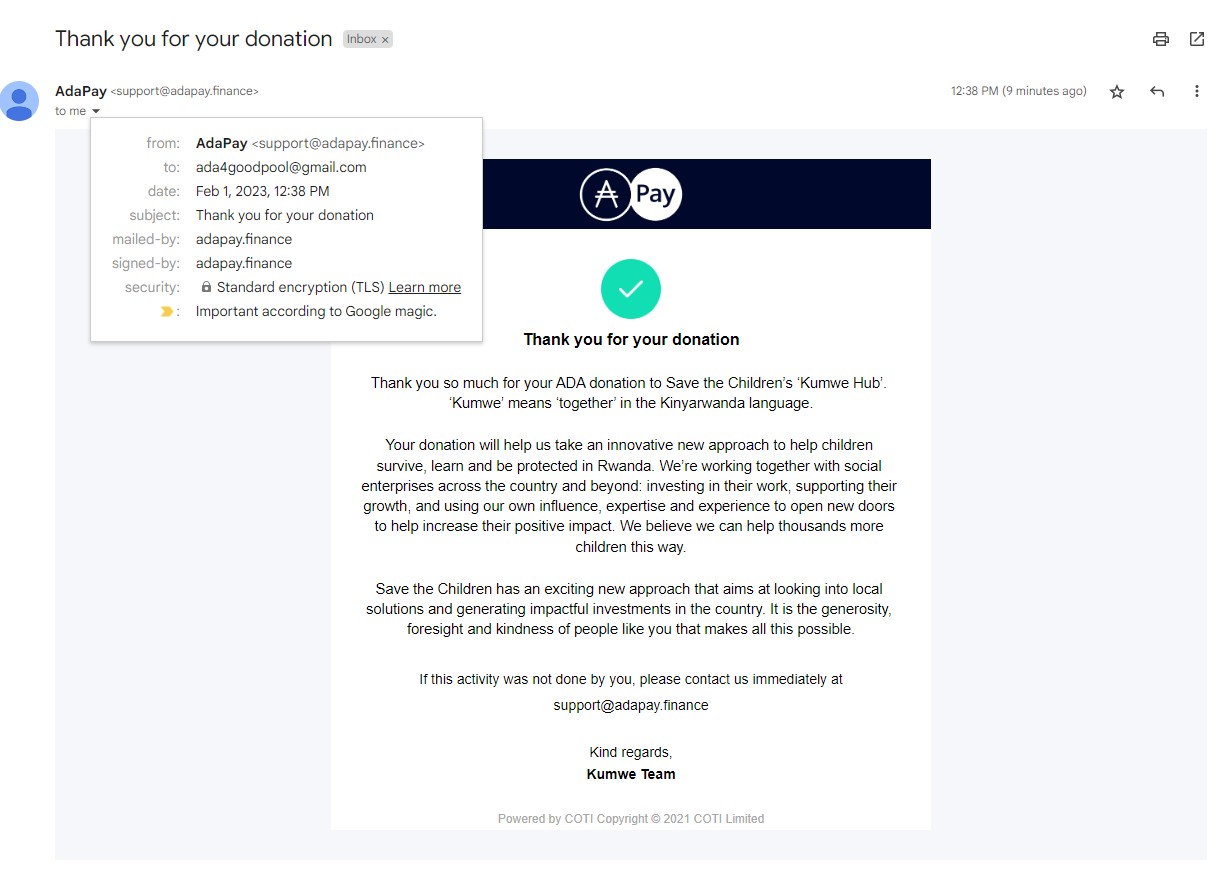 Thank you for your donation Inbox ×
AdaPay <support@adapay.finance> 12:38 PM (9 minutes ago)
to me
from: AdaPay <support@adapay.finance>
to: ada4goodpool@gmail.com
date: Feb 1, 2023, 12:38 PM
subject: Thank you for your donation
mailed-by: adapay.finance
signed-by: adapay.finance
security: Standard encryption (TLS) Learn more
: Important according to Google magic.
Pay
Thank you for your donation
Thank you so much for your ADA donation to Save the Children’s ‘Kumwe Hub’.
‘Kumwe’ means ‘together’ in the Kinyarwanda language.
Your donation will help us take an innovative new approach to help children
survive, learn and be protected in Rwanda. We’re working together with social
enterprises across the country and beyond: investing in their work, supporting their
growth, and using our own influence, expertise and experience to open new doors
to help increase their positive impact. We believe we can help thousands more
children this way.
Save the Children has an exciting new approach that aims at looking into local
solutions and generating impactful investments in the country. It is the generosity,
foresight and kindness of people like you that makes all this possible.
If this activity was not done by you, please contact us immediately at
support@adapay.finance
Kind regards,
Kumwe Team
Powered by COTI Copyright © 2021 COTI Limited